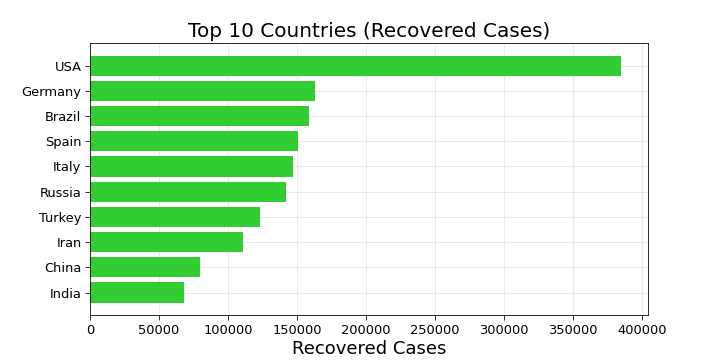 Top 10 Countries (Recovered Cases)
USA
Germany
Brazil
Spain
Italy
Russia
Turkey
Iran
China
India
0 50000 100000 150000 200000 250000 300000 350000 400000
Recovered Cases